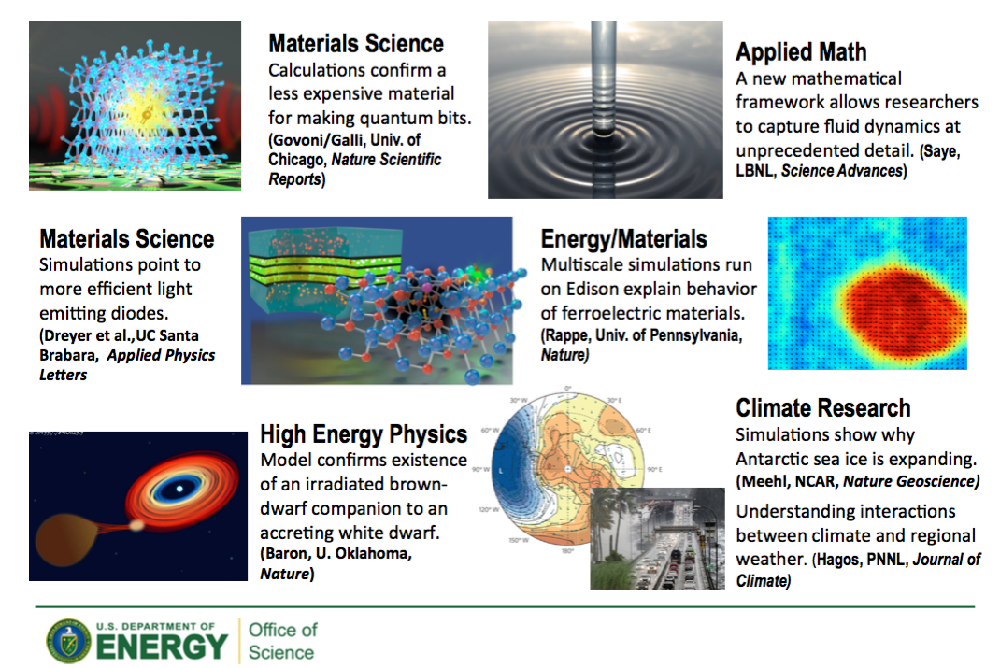 Materials Science
Calculations confirm a
less expensive material
for making quantum bits.
(Govoni/Galli, Univ. of
Chicago, Nature Scientific
Reports)
Applied Math
A new mathematical
framework allows researchers
to capture fluid dynamics at
unprecedented detail. (Saye,
LBNL, Science Advances)
Materials Science
Simulations point to
more efficient light
emitting diodes.
(Dreyer et al.,UC Santa
Brabara, Applied Physics
Letters
Energy/Materials
Multiscale simulations run
on Edison explain behavior
of ferroelectric materials.
(Rappe, Univ. of Pennsylvania,
Nature)
High Energy Physics
Model confirms existence
of an irradiated brown-
dwarf companion to an
accreting white dwarf.
(Baron, U. Oklahoma,
Nature)
0°
30° W
30° E
60° W
60° E
90° W
L
90° E
120° W
150° W
180°
Climate Research
Simulations show why
Antarctic sea ice is expanding.
(Meehl, NCAR, Nature Geoscience)
Understanding interactions
between climate and regional
weather. (Hagos, PNNL, Journal of
Climate)
U.S. DEPARTMENT OF
ENERGY
Office of
Science